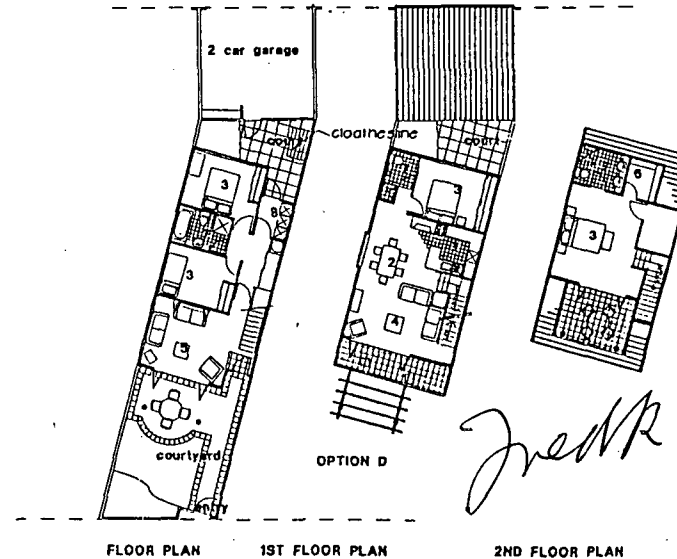 2 car garage
court
cloathesline
court
3
8
3
3
2
6
3
4
courtyard
entry
OPTION D
FLOOR PLAN
1ST FLOOR PLAN
2ND FLOOR PLAN